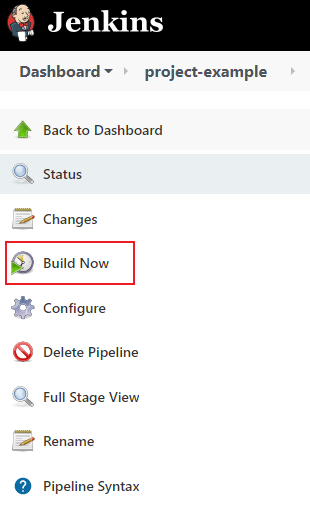 Jenkins
Dashboard project-example
Back to Dashboard
Status
Changes
Build Now
Configure
Delete Pipeline
Full Stage View
Rename
? Pipeline Syntax